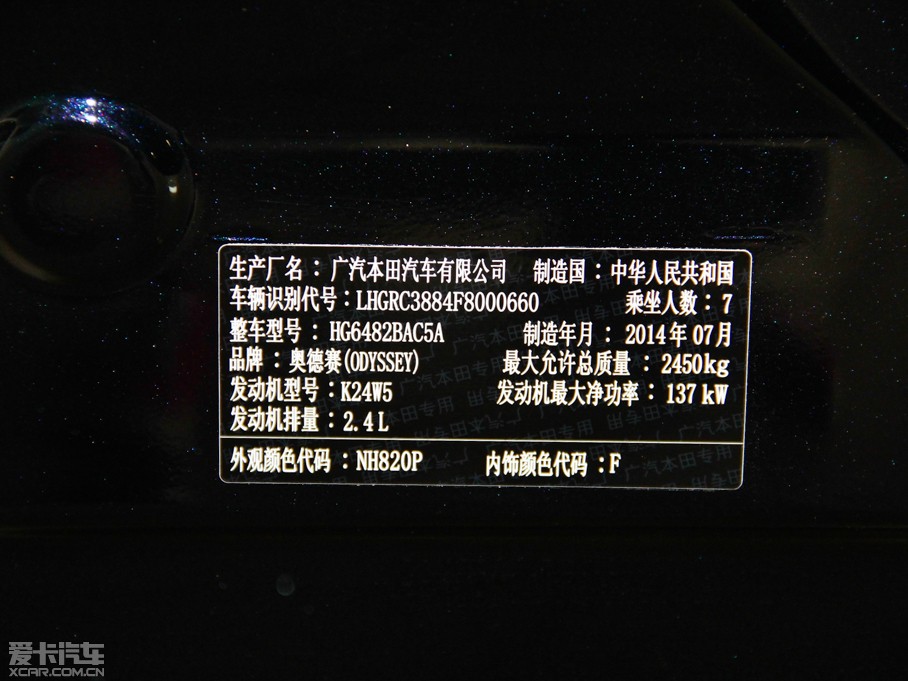 生产厂名：广汽本田汽车有限公司 制造国：中华人民共和国
车辆识别代号：LHGRC3884F8000660 乘坐人数：7
整车型号：HG6482BAC5A 制造年月：2014年07月
品牌：奥德赛(ODYSSEY) 最大允许总质量：2450kg
发动机型号：K24W5 发动机最大净功率：137kW
发动机排量：2.4L
外观颜色代码：NH820P 内饰颜色代码：F
爱卡汽车
XCAR.COM.CN